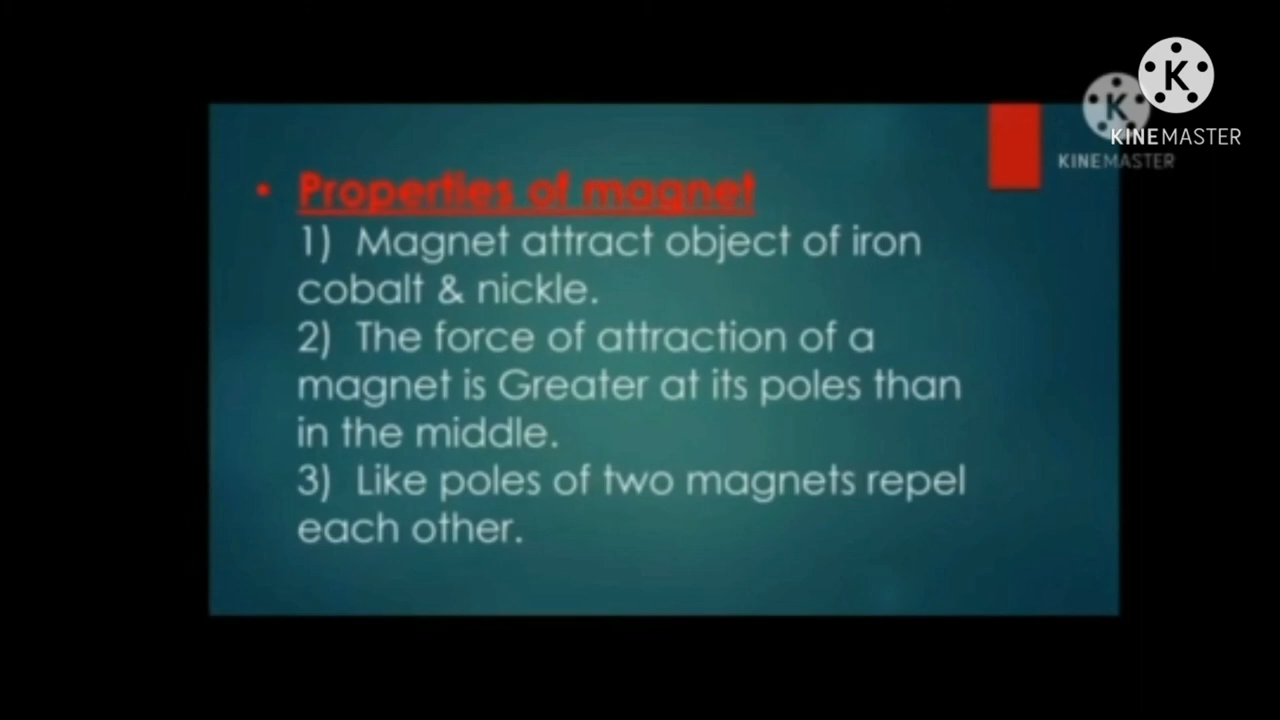 KINEMASTER
KINEMASTER
• Properties of magnet
1) Magnet attract object of iron
cobalt & nickle.
2) The force of attraction of a
magnet is Greater at its poles than
in the middle.
3) Like poles of two magnets repel
each other.